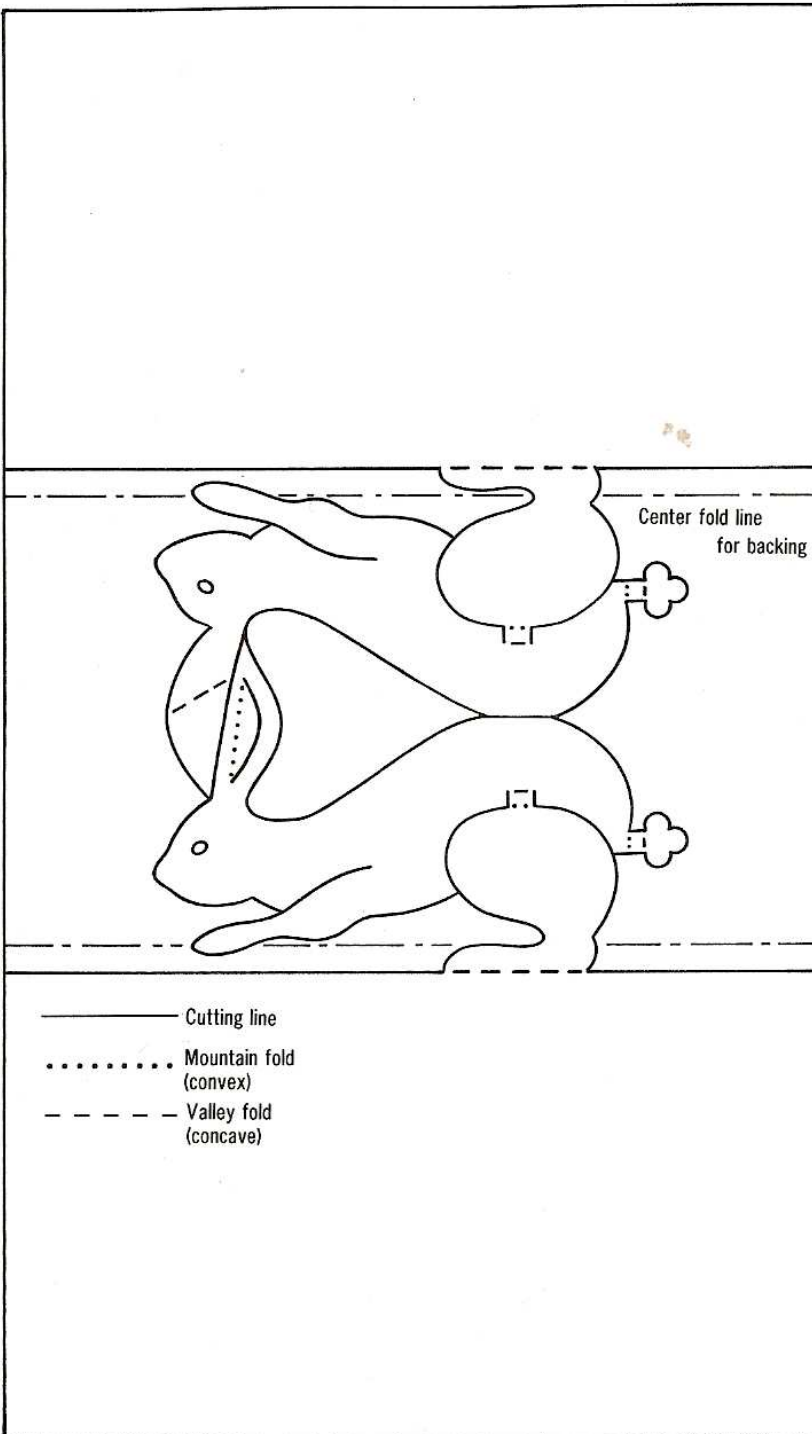 Center fold line
for backing
Cutting line
Mountain fold
(convex)
Valley fold
(concave)